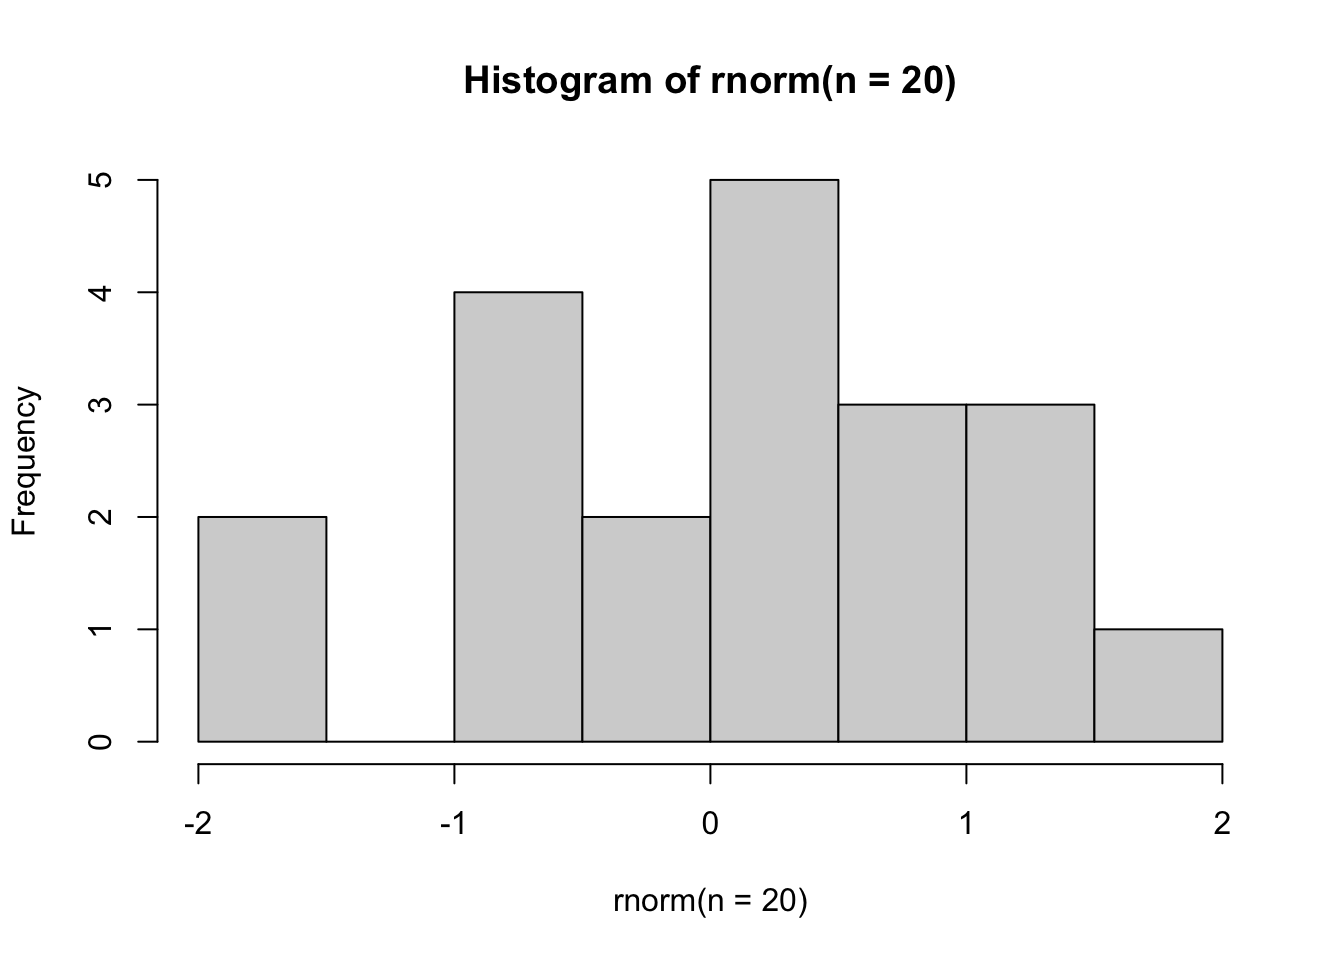 Histogram of rnorm(n = 20)
5
4
3
2
1
0
Frequency
-2 -1 0 1 2
rnorm(n = 20)